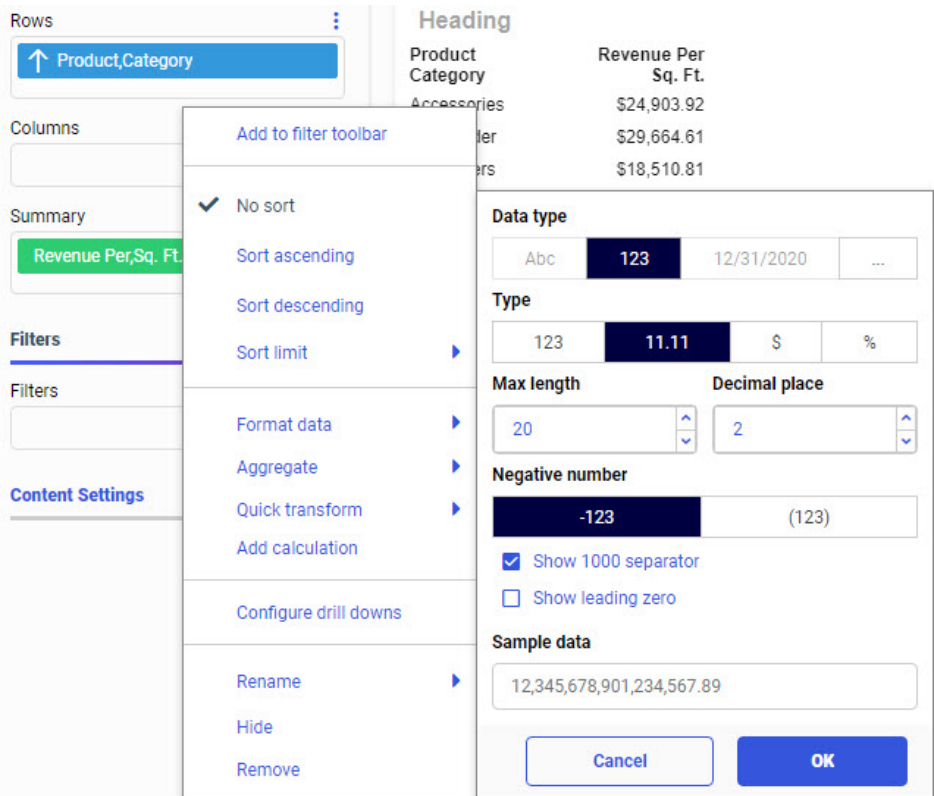 Rows
Product,Category
Columns
Summary
Revenue Per,Sq. Ft.
Filters
Filters
Content Settings
Heading
Product Revenue Per
Category Sq. Ft.
Accessories $24,903.92
$29,664.61
$18,510.81
Add to filter toolbar
No sort
Sort ascending
Sort descending
Sort limit
Format data
Aggregate
Quick transform
Add calculation
Configure drill downs
Rename
Hide
Remove
Data type
Abc 123 12/31/2020 ...
Type
123 11.11 $ %
Max length Decimal place
20 2
Negative number
-123 (123)
Show 1000 separator
Show leading zero
Sample data
12,345,678,901,234,567.89
Cancel OK